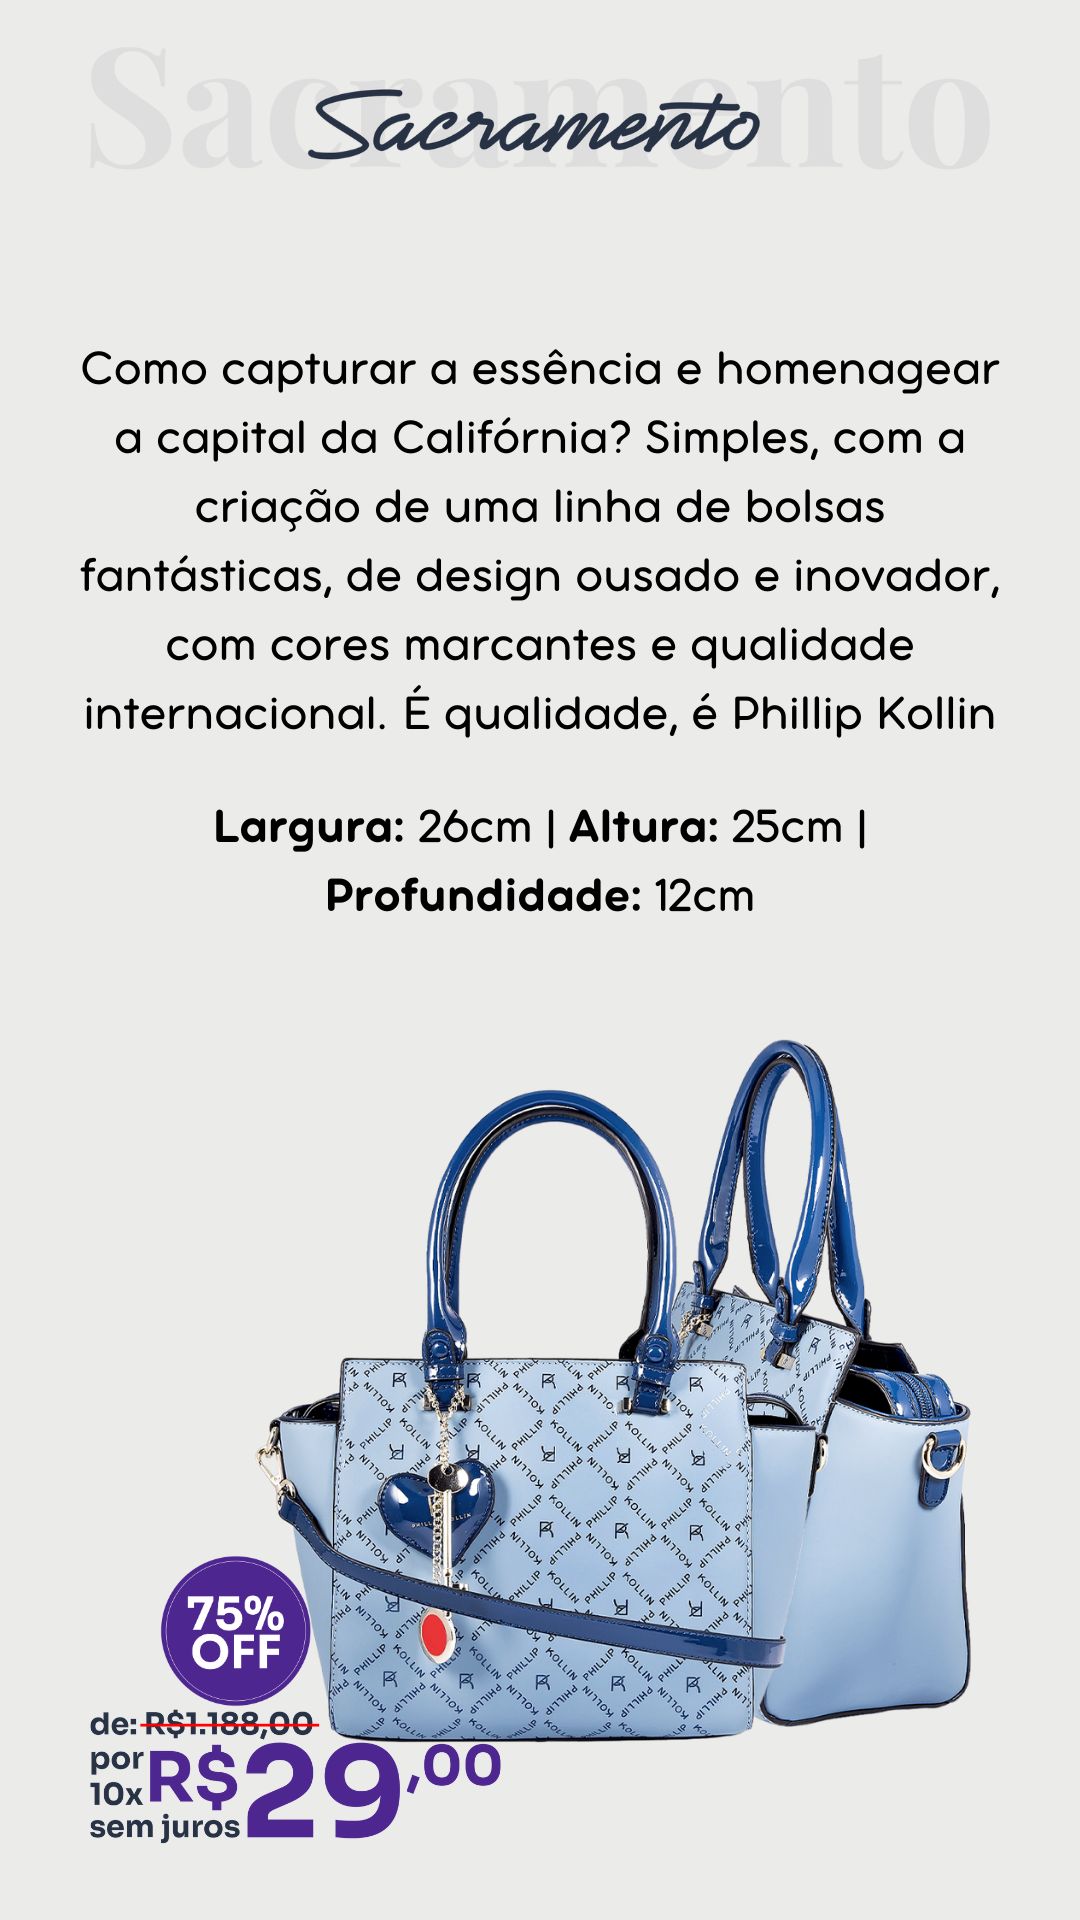 Sacramento
Sacramento
Como capturar a essência e homenagear
a capital da Califórnia? Simples, com a
criação de uma linha de bolsas
fantásticas, de design ousado e inovador,
com cores marcantes e qualidade
internacional. É qualidade, é Phillip Kollin
Largura: 26cm | Altura: 25cm |
Profundidade: 12cm
PHILLIP KOLLIN
75%
OFF
de: R$1.188,00
por
10x
sem juros
R$29,00